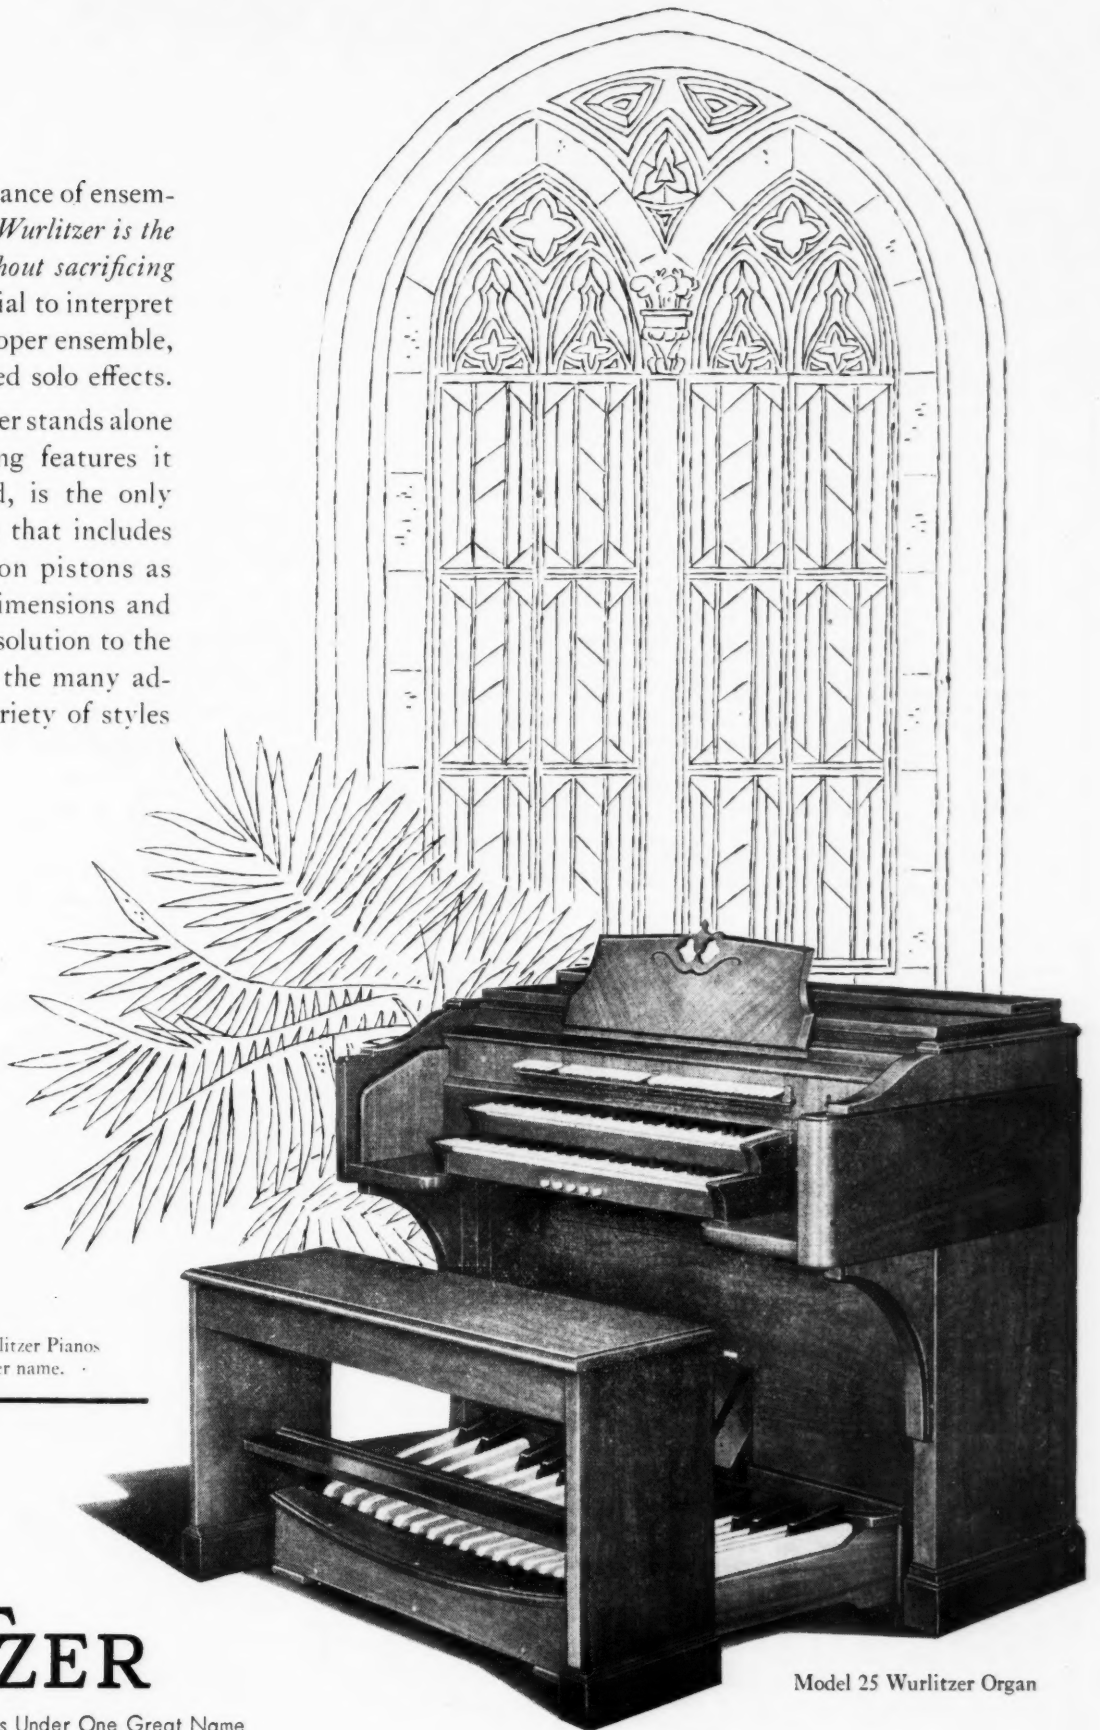 ance of ensem-
Wurlitzer is the
hout sacrificing
ial to interpret
oper ensemble,
ed solo effects.
er stands alone
ng features it
d, is the only
that includes
on pistons as
imensions and
solution to the
the many ad-
riety of styles
litzer Pianos
er name.
TZER
s Under One Great Name
Model 25 Wurlitzer Organ